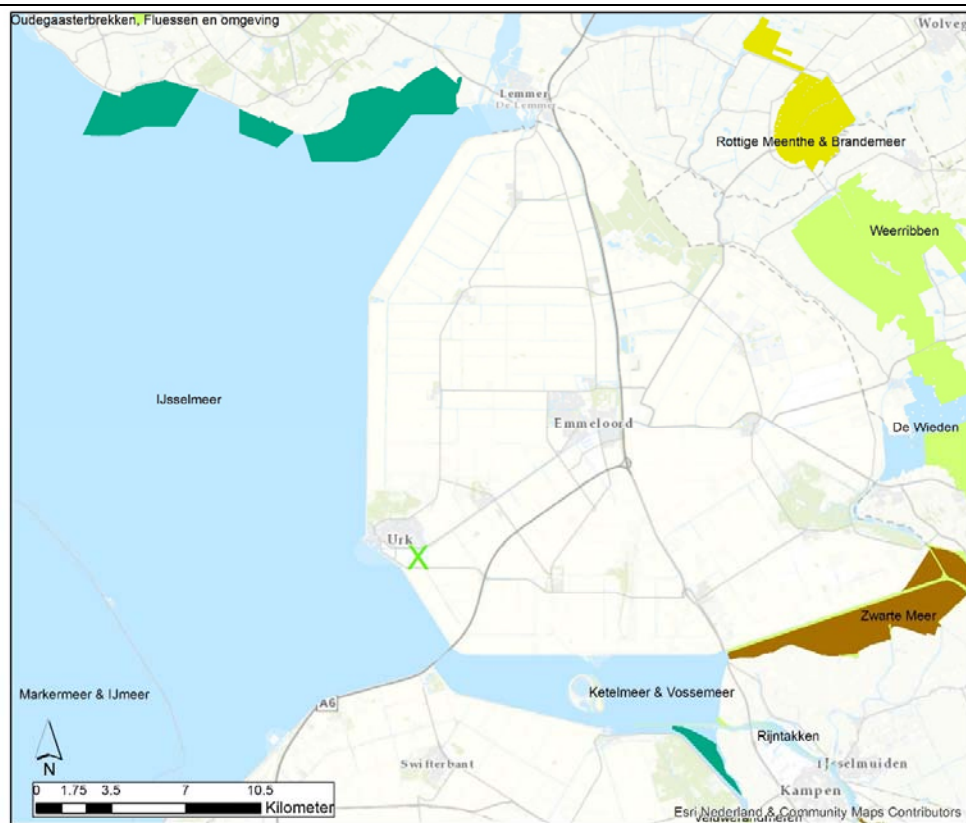 Oudegaasterbrekken, Fluessen en omgeving
Wolveg
Lemmer
De Lemmer
Rottige Meenthe & Brandemeer
Weerribben
IJsselmeer
De Wieden
Emmeloord
Urk
X
Zwarte Meer
Markermeer & IJmeer
Ketelmeer & Vossemeer
A6
Rijntakken
N
Swifterbant
IJsselmuiden
0 1.75 3.5 7 10.5
Kilometer
Kampen
Esri Nederland & Community Maps Contributors